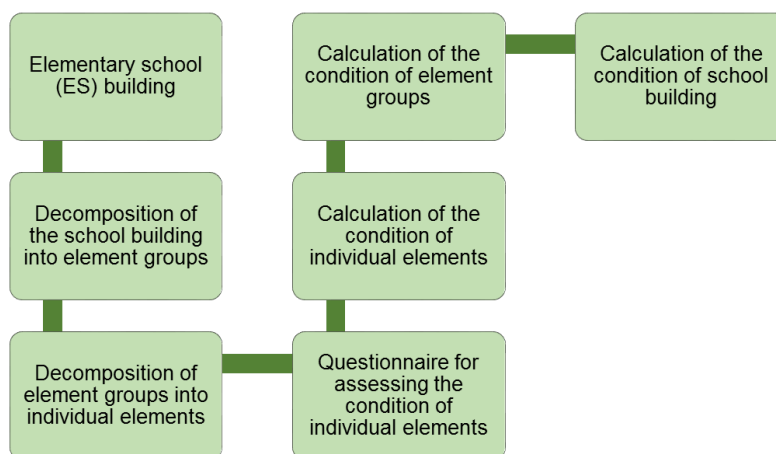 Elementary school
(ES) building
Decomposition of
the school building
into element groups
Decomposition of
element groups into
individual elements
Questionnaire for
assessing the
condition of
individual elements
Calculation of the
condition of
individual elements
Calculation of the
condition of element
groups
Calculation of the
condition of school
building